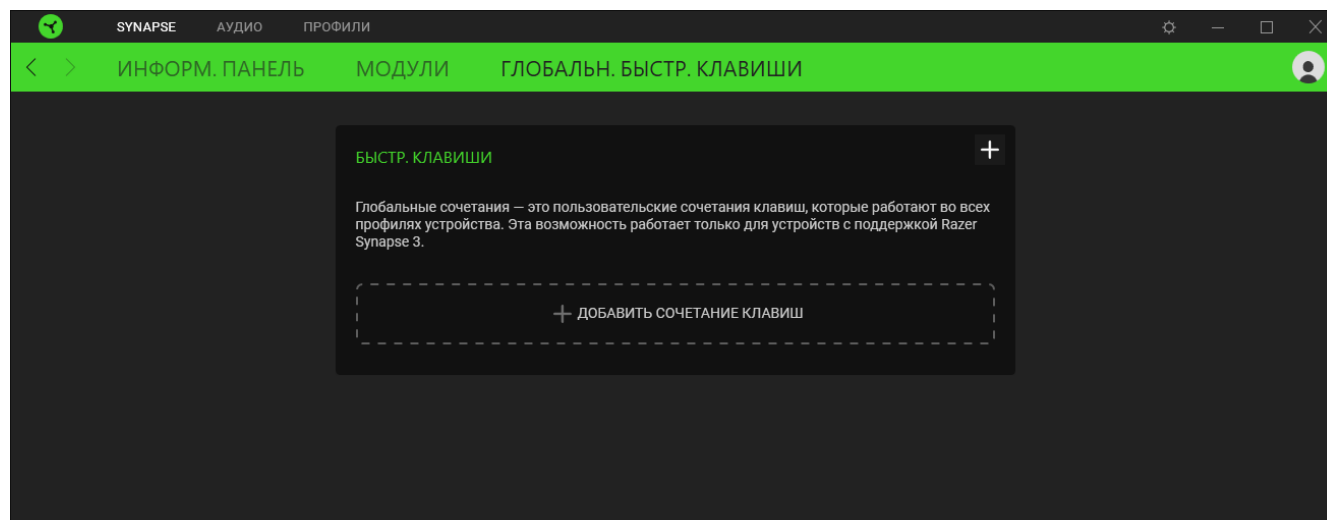 SYNAPSE АУДИО ПРОФИЛИ
ИНФОРМ. ПАНЕЛЬ МОДУЛИ ГЛОБАЛЬН. БЫСТР. КЛАВИШИ
БЫСТР. КЛАВИШИ
Глобальные сочетания — это пользовательские сочетания клавиш, которые работают во всех
профилях устройства. Эта возможность работает только для устройств с поддержкой Razer
Synapse 3.
ДОБАВИТЬ СОЧЕТАНИЕ КЛАВИШ